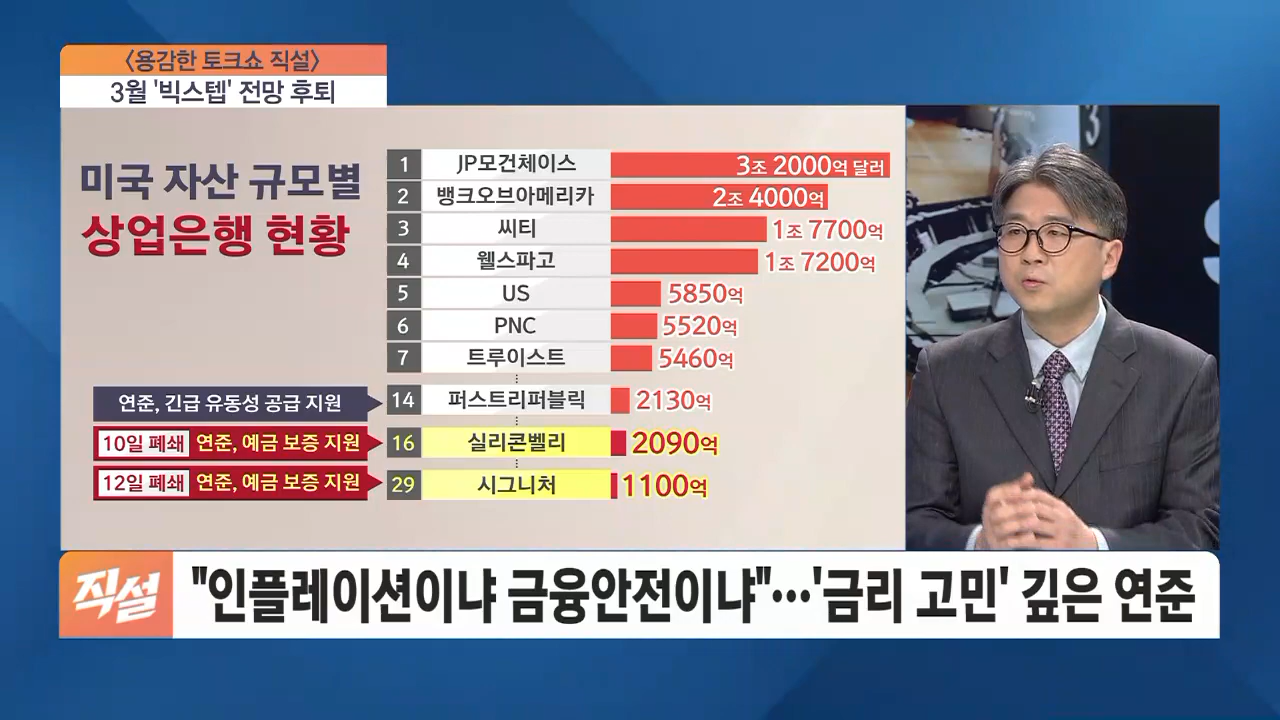 <용감한 토크쇼 직설>
3월 '빅스텝' 전망 후퇴
미국 자산 규모별
상업은행 현황
1 JP모건체이스 3조 2000억 달러
2 뱅크오브아메리카 2조 4000억
3 씨티 1조 7700억
4 웰스파고 1조 7200억
5 US 5850억
6 PNC 5520억
7 트루이스트 5460억
연준, 긴급 유동성 공급 지원 14 퍼스트리퍼블릭 2130억
10일 폐쇄 연준, 예금 보증 지원 16 실리콘벨리 2090억
12일 폐쇄 연준, 예금 보증 지원 29 시그니처 1100억
3
직설 "인플레이션이냐 금융안전이냐"…'금리 고민' 깊은 연준